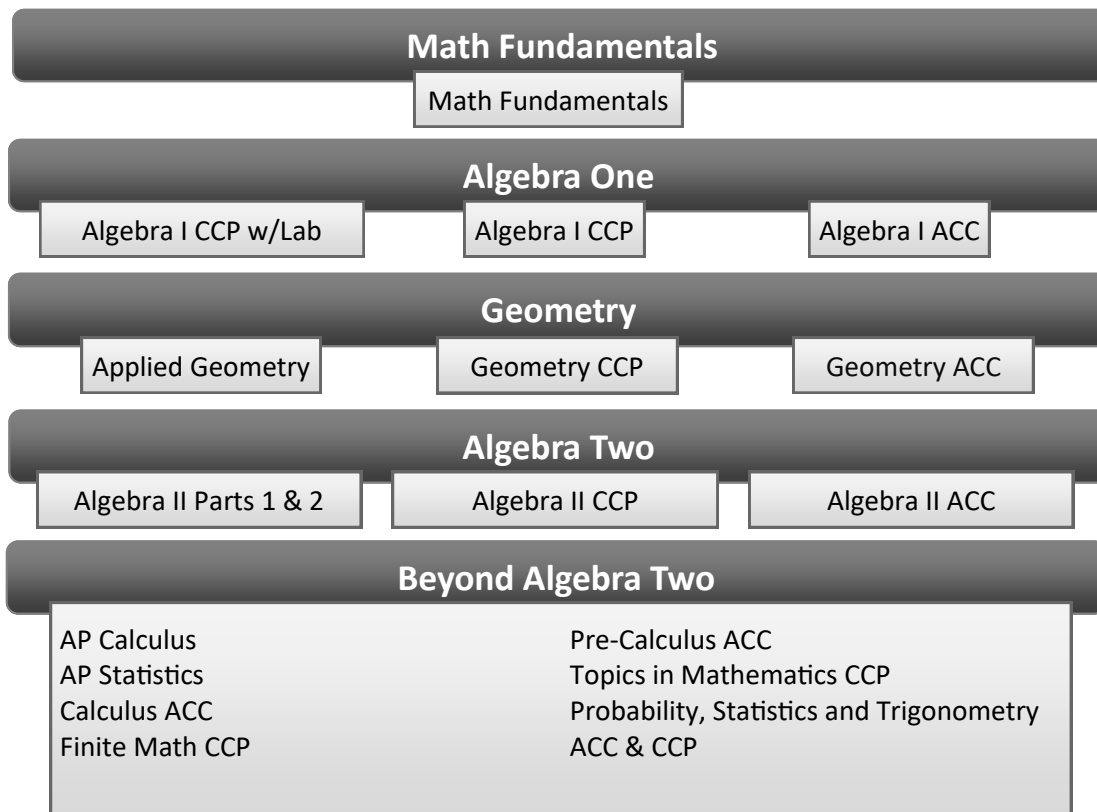 Math Fundamentals
Math Fundamentals
Algebra One
Algebra I CCP w/Lab
Algebra I CCP
Algebra I ACC
Geometry
Applied Geometry
Geometry CCP
Geometry ACC
Algebra Two
Algebra II Parts 1 & 2
Algebra II CCP
Algebra II ACC
Beyond Algebra Two
AP Calculus
AP Statistics
Calculus ACC
Finite Math CCP
Pre-Calculus ACC
Topics in Mathematics CCP
Probability, Statistics and Trigonometry
ACC & CCP